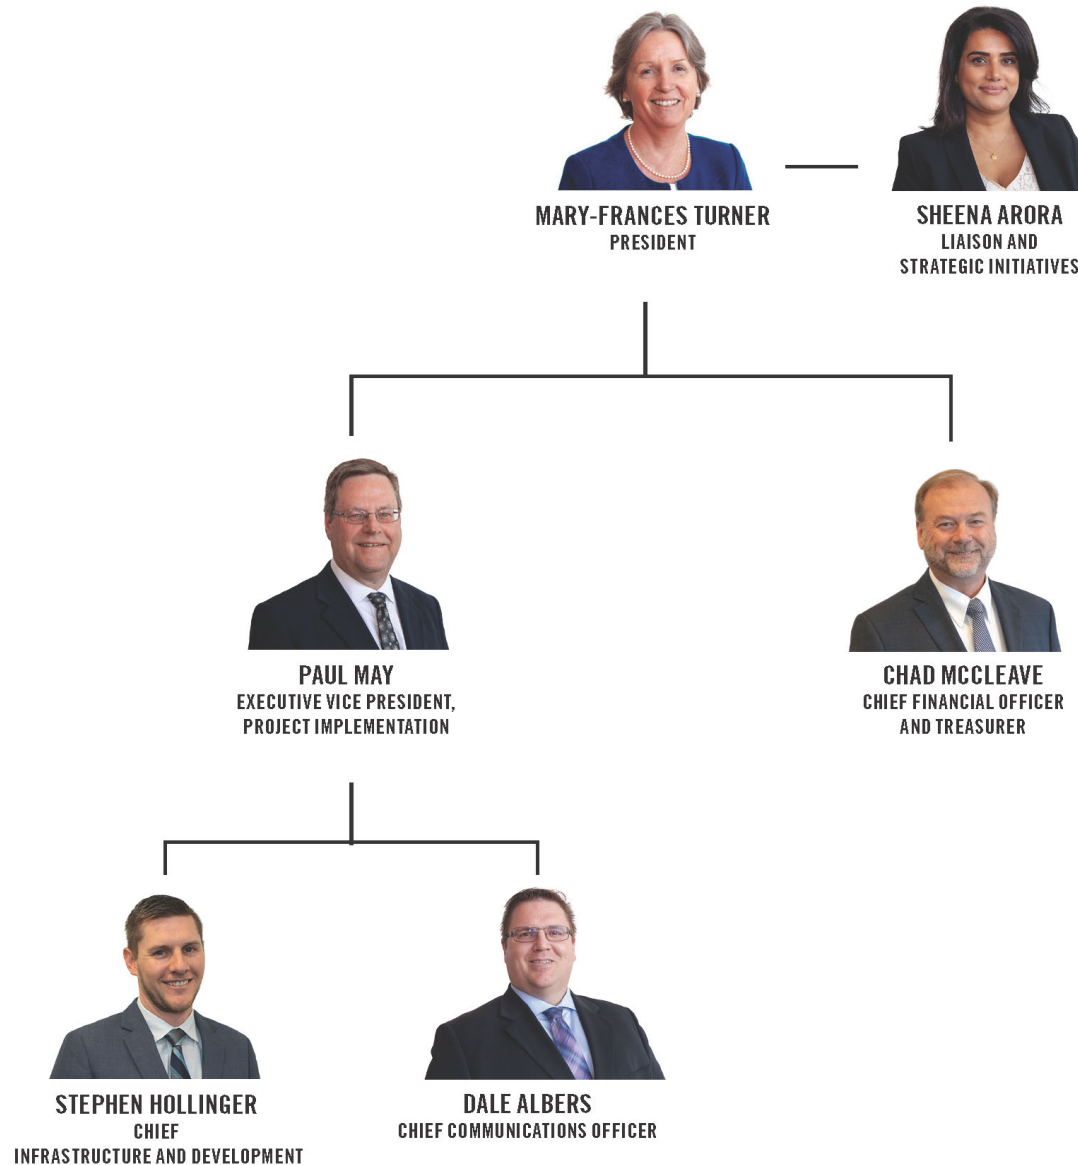 MARY-FRANCES TURNER
PRESIDENT
SHEENA ARORA
LIAISON AND
STRATEGIC INITIATIVES
PAUL MAY
EXECUTIVE VICE PRESIDENT,
PROJECT IMPLEMENTATION
CHAD MCCLEAVE
CHIEF FINANCIAL OFFICER
AND TREASURER
STEPHEN HOLLINGER
CHIEF
INFRASTRUCTURE AND DEVELOPMENT
DALE ALBERS
CHIEF COMMUNICATIONS OFFICER